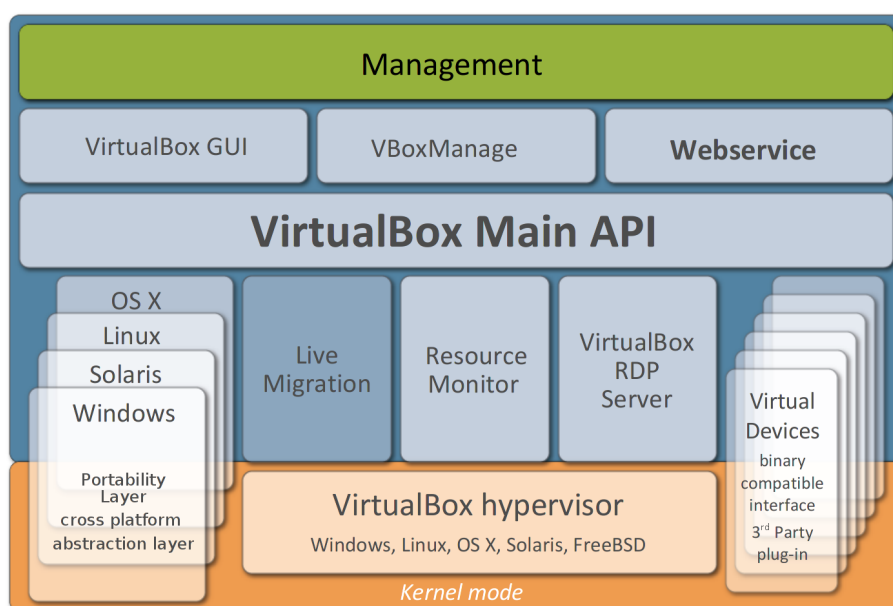 Management
VirtualBox GUI
VBoxManage
Webservice
VirtualBox Main API
OS X
Linux
Solaris
Windows
Portability
Layer
cross platform
abstraction layer
Live
Migration
Resource
Monitor
VirtualBox
RDP
Server
Virtual
Devices
binary
compatible
interface
3rd Party
plug-in
VirtualBox hypervisor
Windows, Linux, OS X, Solaris, FreeBSD
Kernel mode